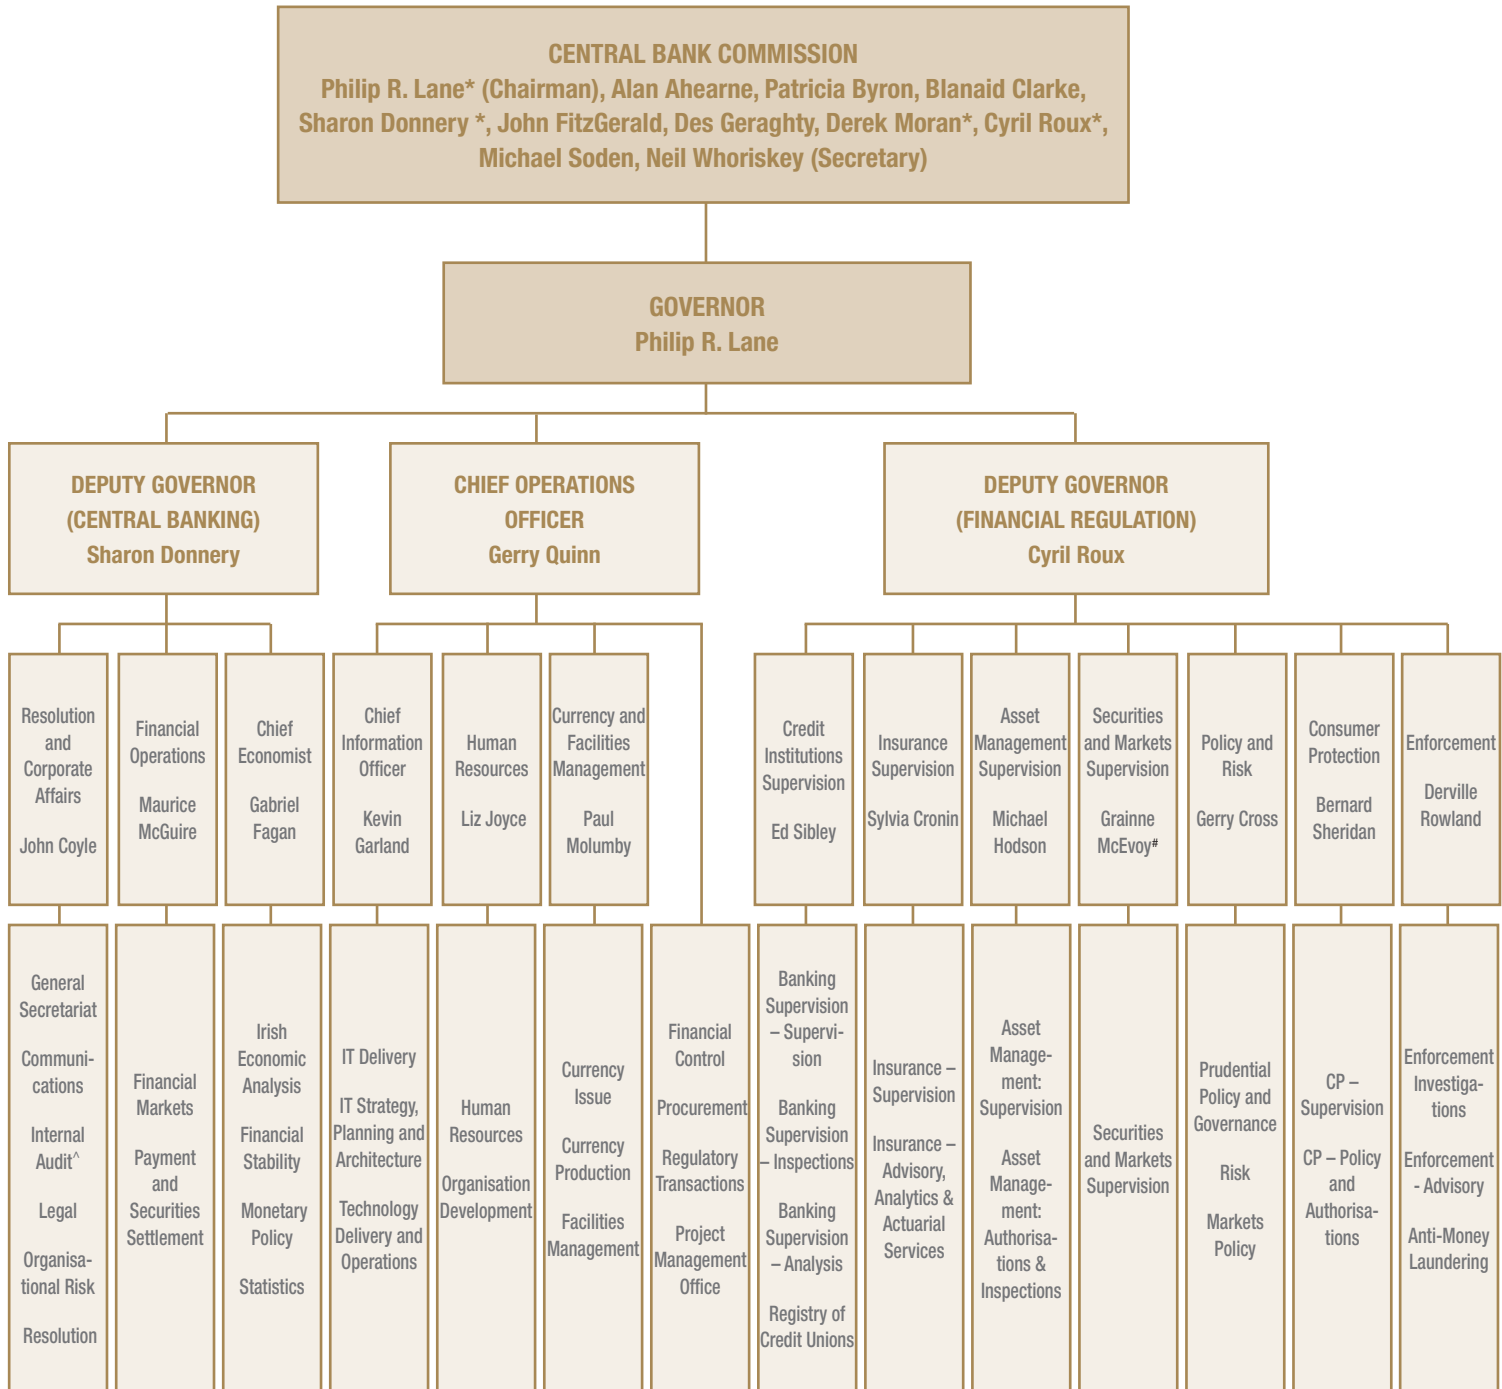 CENTRAL BANK COMMISSION
Philip R. Lane* (Chairman), Alan Ahearne, Patricia Byron, Blanaid Clarke,
Sharon Donnery *, John FitzGerald, Des Geraghty, Derek Moran*, Cyril Roux*,
Michael Soden, Neil Whoriskey (Secretary)
GOVERNOR
Philip R. Lane
DEPUTY GOVERNOR
(CENTRAL BANKING)
Sharon Donnery
CHIEF OPERATIONS
OFFICER
Gerry Quinn
DEPUTY GOVERNOR
(FINANCIAL REGULATION)
Cyril Roux
Resolution
and
Corporate
Affairs
John Coyle
Financial
Operations
Maurice
McGuire
Chief
Economist
Gabriel
Fagan
Chief
Information
Officer
Kevin
Garland
Human
Resources
Liz Joyce
Currency and
Facilities
Management
Paul
Molumby
Credit
Institutions
Supervision
Ed Sibley
Insurance
Supervision
Sylvia Cronin
Asset
Management
Supervision
Michael
Hodson
Securities
and Markets
Supervision
Grainne
McEvoy#
Policy and
Risk
Gerry Cross
Consumer
Protection
Bernard
Sheridan
Enforcement
Derville
Rowland
General
Secretariat
Communi-
cations
Internal
Audit^
Legal
Organisa-
tional Risk
Resolution
Financial
Markets
Payment
and
Securities
Settlement
Irish
Economic
Analysis
Financial
Stability
Monetary
Policy
Statistics
IT Delivery
IT Strategy,
Planning and
Architecture
Technology
Delivery and
Operations
Human
Resources
Organisation
Development
Currency
Issue
Currency
Production
Facilities
Management
Financial
Control
Procurement
Regulatory
Transactions
Project
Management
Office
Banking
Supervision
– Supervi-
sion
Banking
Supervision
– Inspections
Banking
Supervision
– Analysis
Registry of
Credit Unions
Insurance –
Supervision
Insurance –
Advisory,
Analytics &
Actuarial
Services
Asset
Manage-
ment:
Supervision
Asset
Manage-
ment:
Authorisa-
tions &
Inspections
Securities
and Markets
Supervision
Prudential
Policy and
Governance
Risk
Markets
Policy
CP –
Supervision
CP – Policy
and
Authorisa-
tions
Enforcement
Investiga-
tions
Enforcement
- Advisory
Anti-Money
Laundering